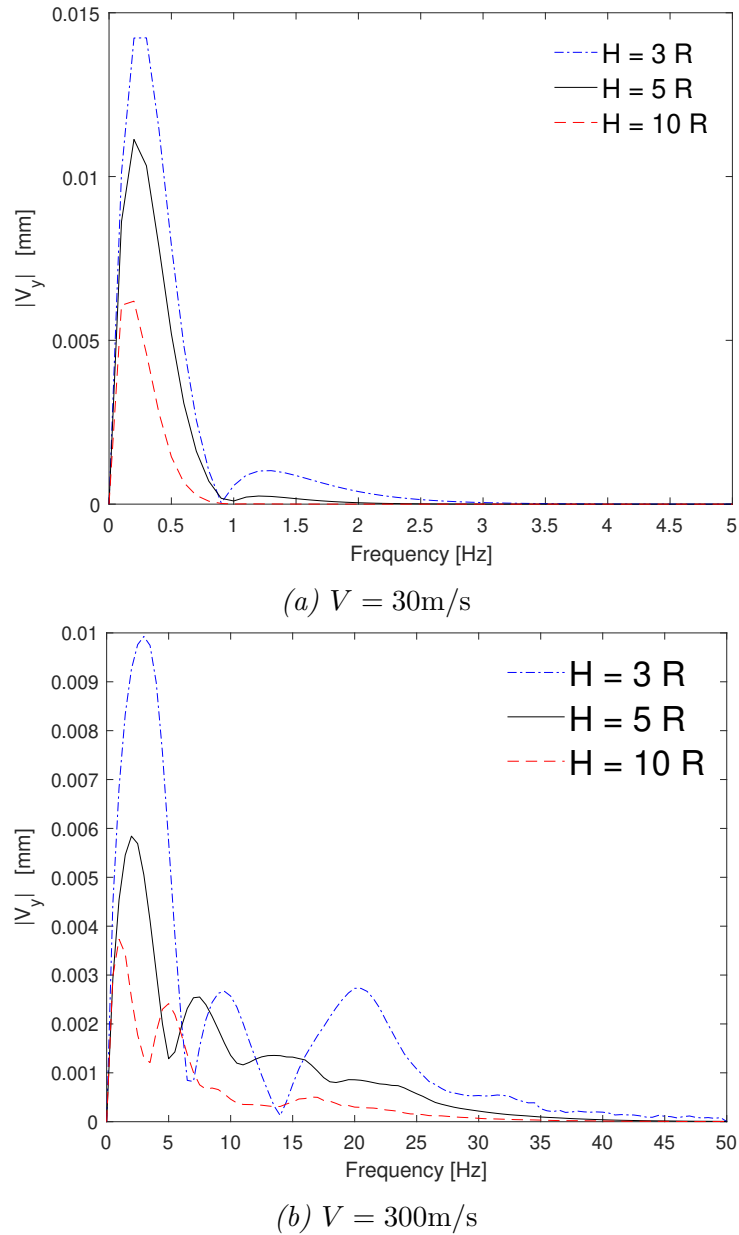 0.015
0.01
0.005
0
|V_y| [mm]
H = 3 R
H = 5 R
H = 10 R
0 0.5 1 1.5 2 2.5 3 3.5 4 4.5 5
Frequency [Hz]
(a) V = 30m/s
0.01
0.009
0.008
0.007
0.006
0.005
0.004
0.003
0.002
0.001
0
|V_y| [mm]
H = 3 R
H = 5 R
H = 10 R
0 5 10 15 20 25 30 35 40 45 50
Frequency [Hz]
(b) V = 300m/s